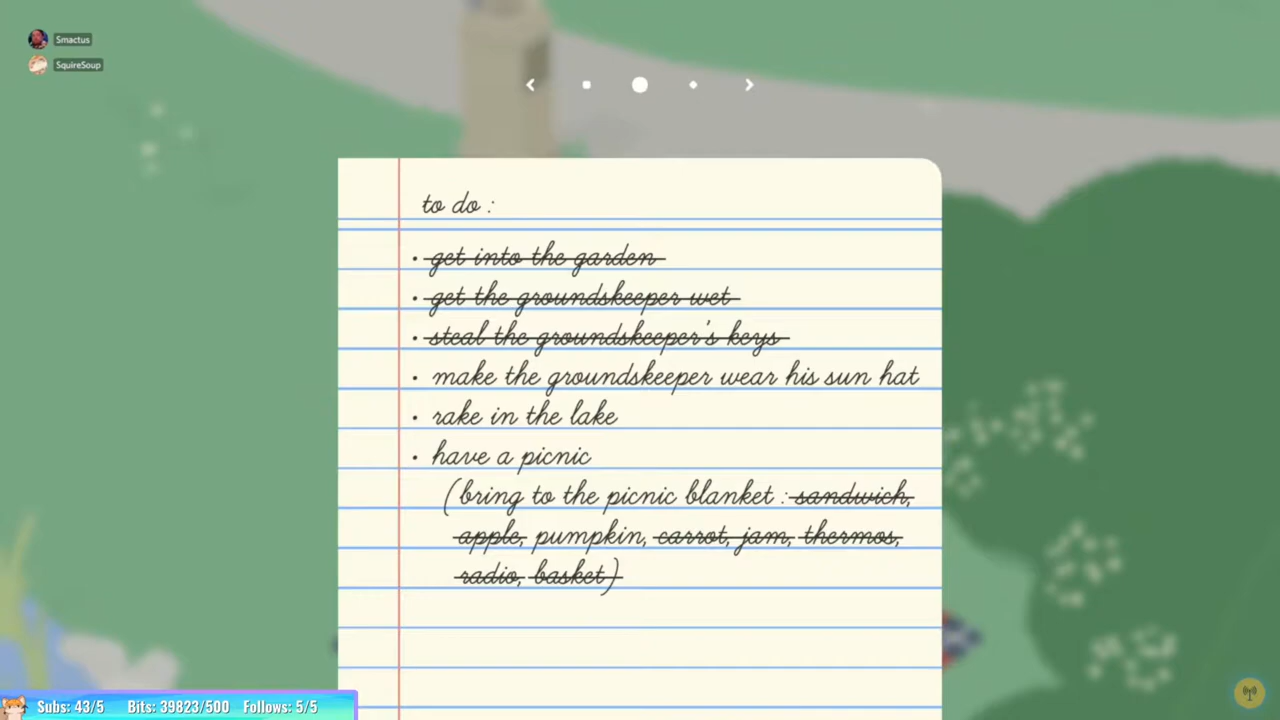 Smactus
SquireSoup
to do :
• get into the garden
• get the groundskeeper wet
• steal the groundskeeper's keys
• make the groundskeeper wear his sun hat
• rake in the lake
• have a picnic
(bring to the picnic blanket : sandwich,
apple, pumpkin, carrot, jam, thermos,
radio, basket)
Subs: 43/5 Bits: 39823/500 Follows: 5/5